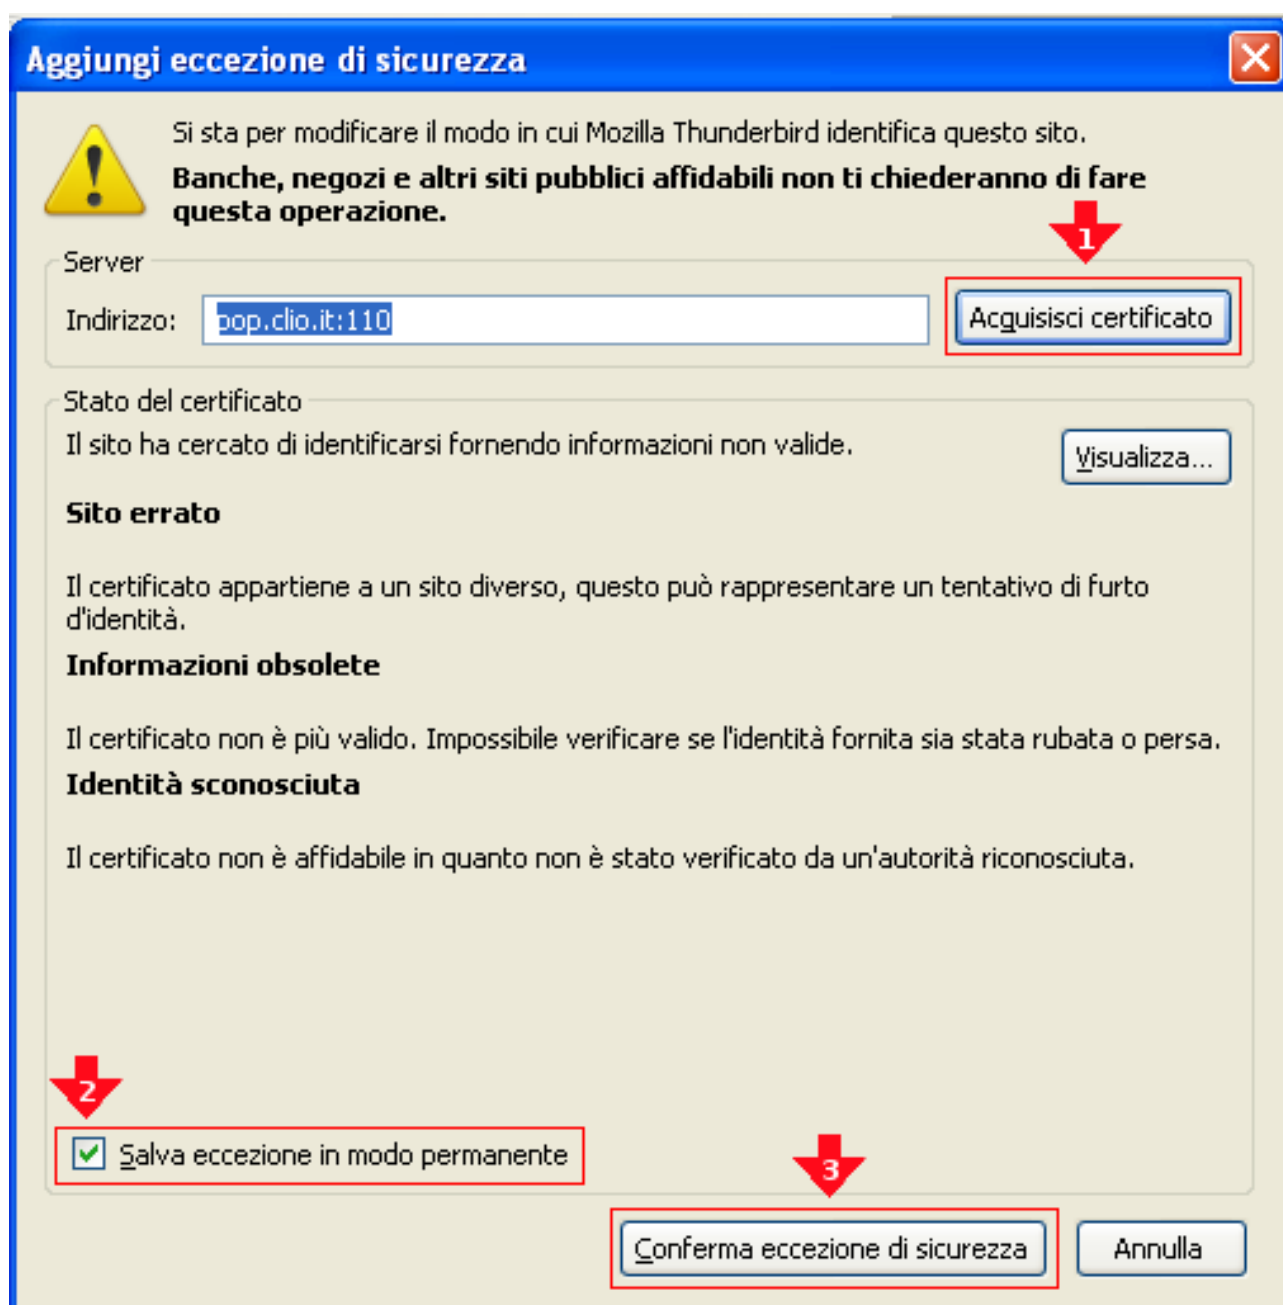 Aggiungi eccezione di sicurezza
Si sta per modificare il modo in cui Mozilla Thunderbird identifica questo sito.
Banche, negozi e altri siti pubblici affidabili non ti chiederanno di fare
questa operazione.
1
Server
Indirizzo:
pop.clio.it:110
Acquisisci certificato
Stato del certificato
Il sito ha cercato di identificarsi fornendo informazioni non valide.
Visualizza...
Sito errato
Il certificato appartiene a un sito diverso, questo può rappresentare un tentativo di furto
d'identità.
Informazioni obsolete
Il certificato non è più valido. Impossibile verificare se l'identità fornita sia stata rubata o persa.
Identità sconosciuta
Il certificato non è affidabile in quanto non è stato verificato da un'autorità riconosciuta.
2
Salva eccezione in modo permanente
3
Conferma eccezione di sicurezza
Annulla